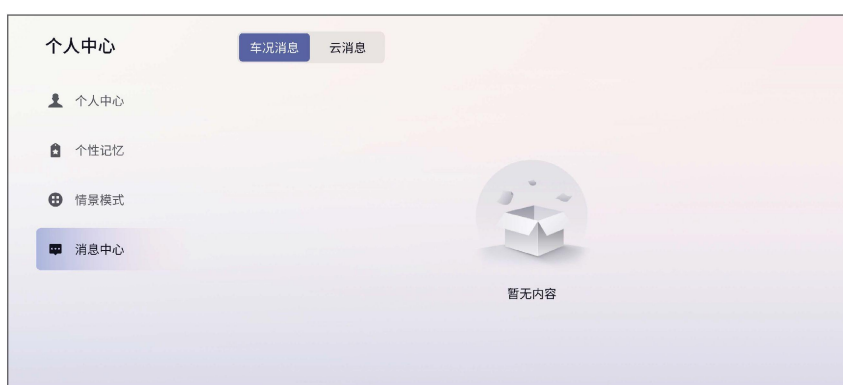 个人中心
车况消息
云消息
个人中心
个性记忆
情景模式
消息中心
暂无内容